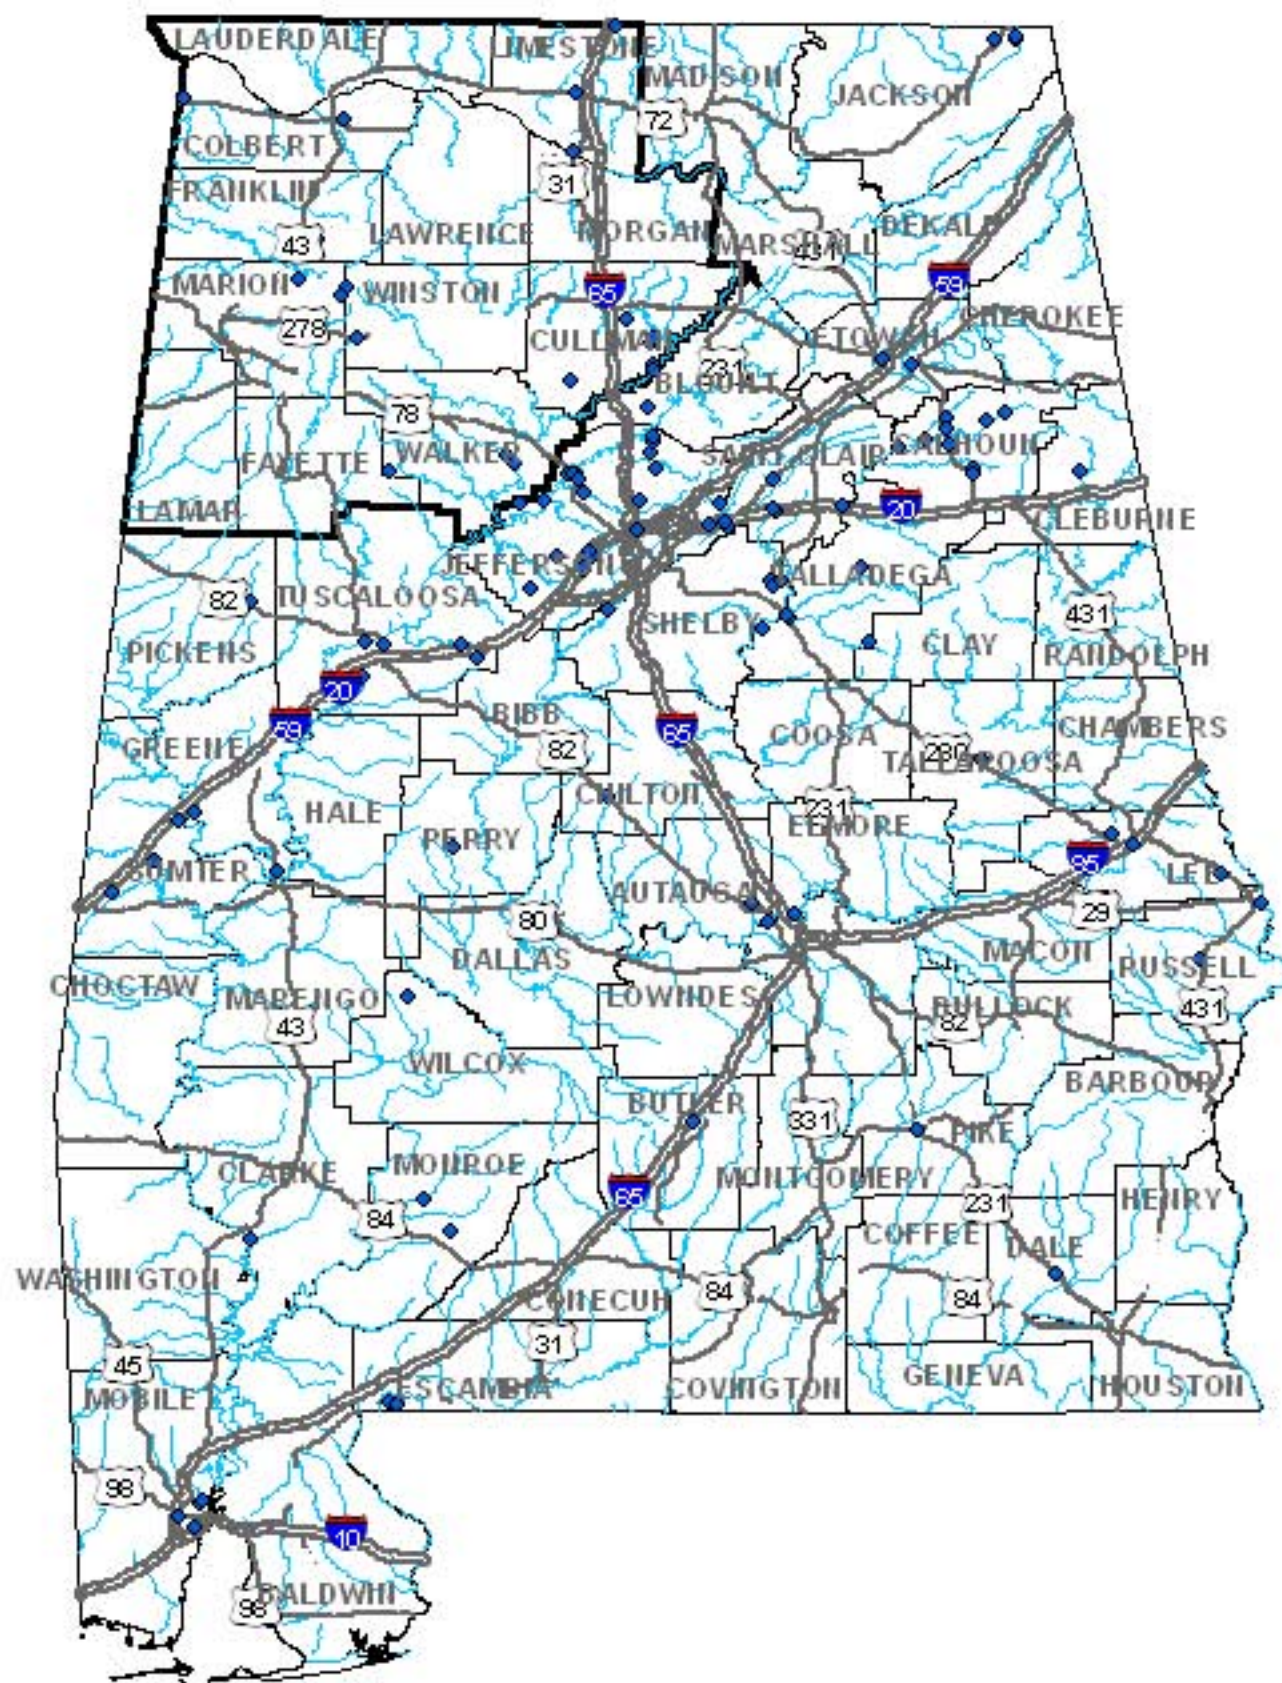 LAUDERDALE
LIMESTONE
MADISON
JACKSON
72
COLBERT
31
FRANKLIN
43
LAWRENCE
MORGAN
MARSHALL
431
DEKALB
MARION
WINSTON
65
59
278
CULLMAN
ETOWAH
CHEROKEE
231
BLOUNT
78
FAYETTE
WALKER
SAINT CLAIR
CALHOUN
LAMAR
20
CLEBURNE
JEFFERSON
TALLADEGA
82
TUSCALOOSA
431
SHELBY
CLAY
PICKENS
RANDOLPH
20
59
BIBB
65
CHAMBERS
GREENE
82
COOSA
280
TALLAPOOSA
HALE
CHILTON
231
PERRY
ELMORE
85
SUMTER
AUTAUGA
LEE
80
29
DALLAS
MACON
RUSSELL
CHOCTAW
MARENGO
LOWNDES
BULLOCK
43
82
431
WILCOX
BARBOUR
BUTLER
331
PIKE
CLARKE
MONROE
MONTGOMERY
65
HENRY
84
231
COFFEE
DALE
WASHINGTON
CONECUH
84
84
31
45
MOBILE
ESCAMBIA
COVINGTON
GENEVA
HOUSTON
98
10
98
BALDWIN